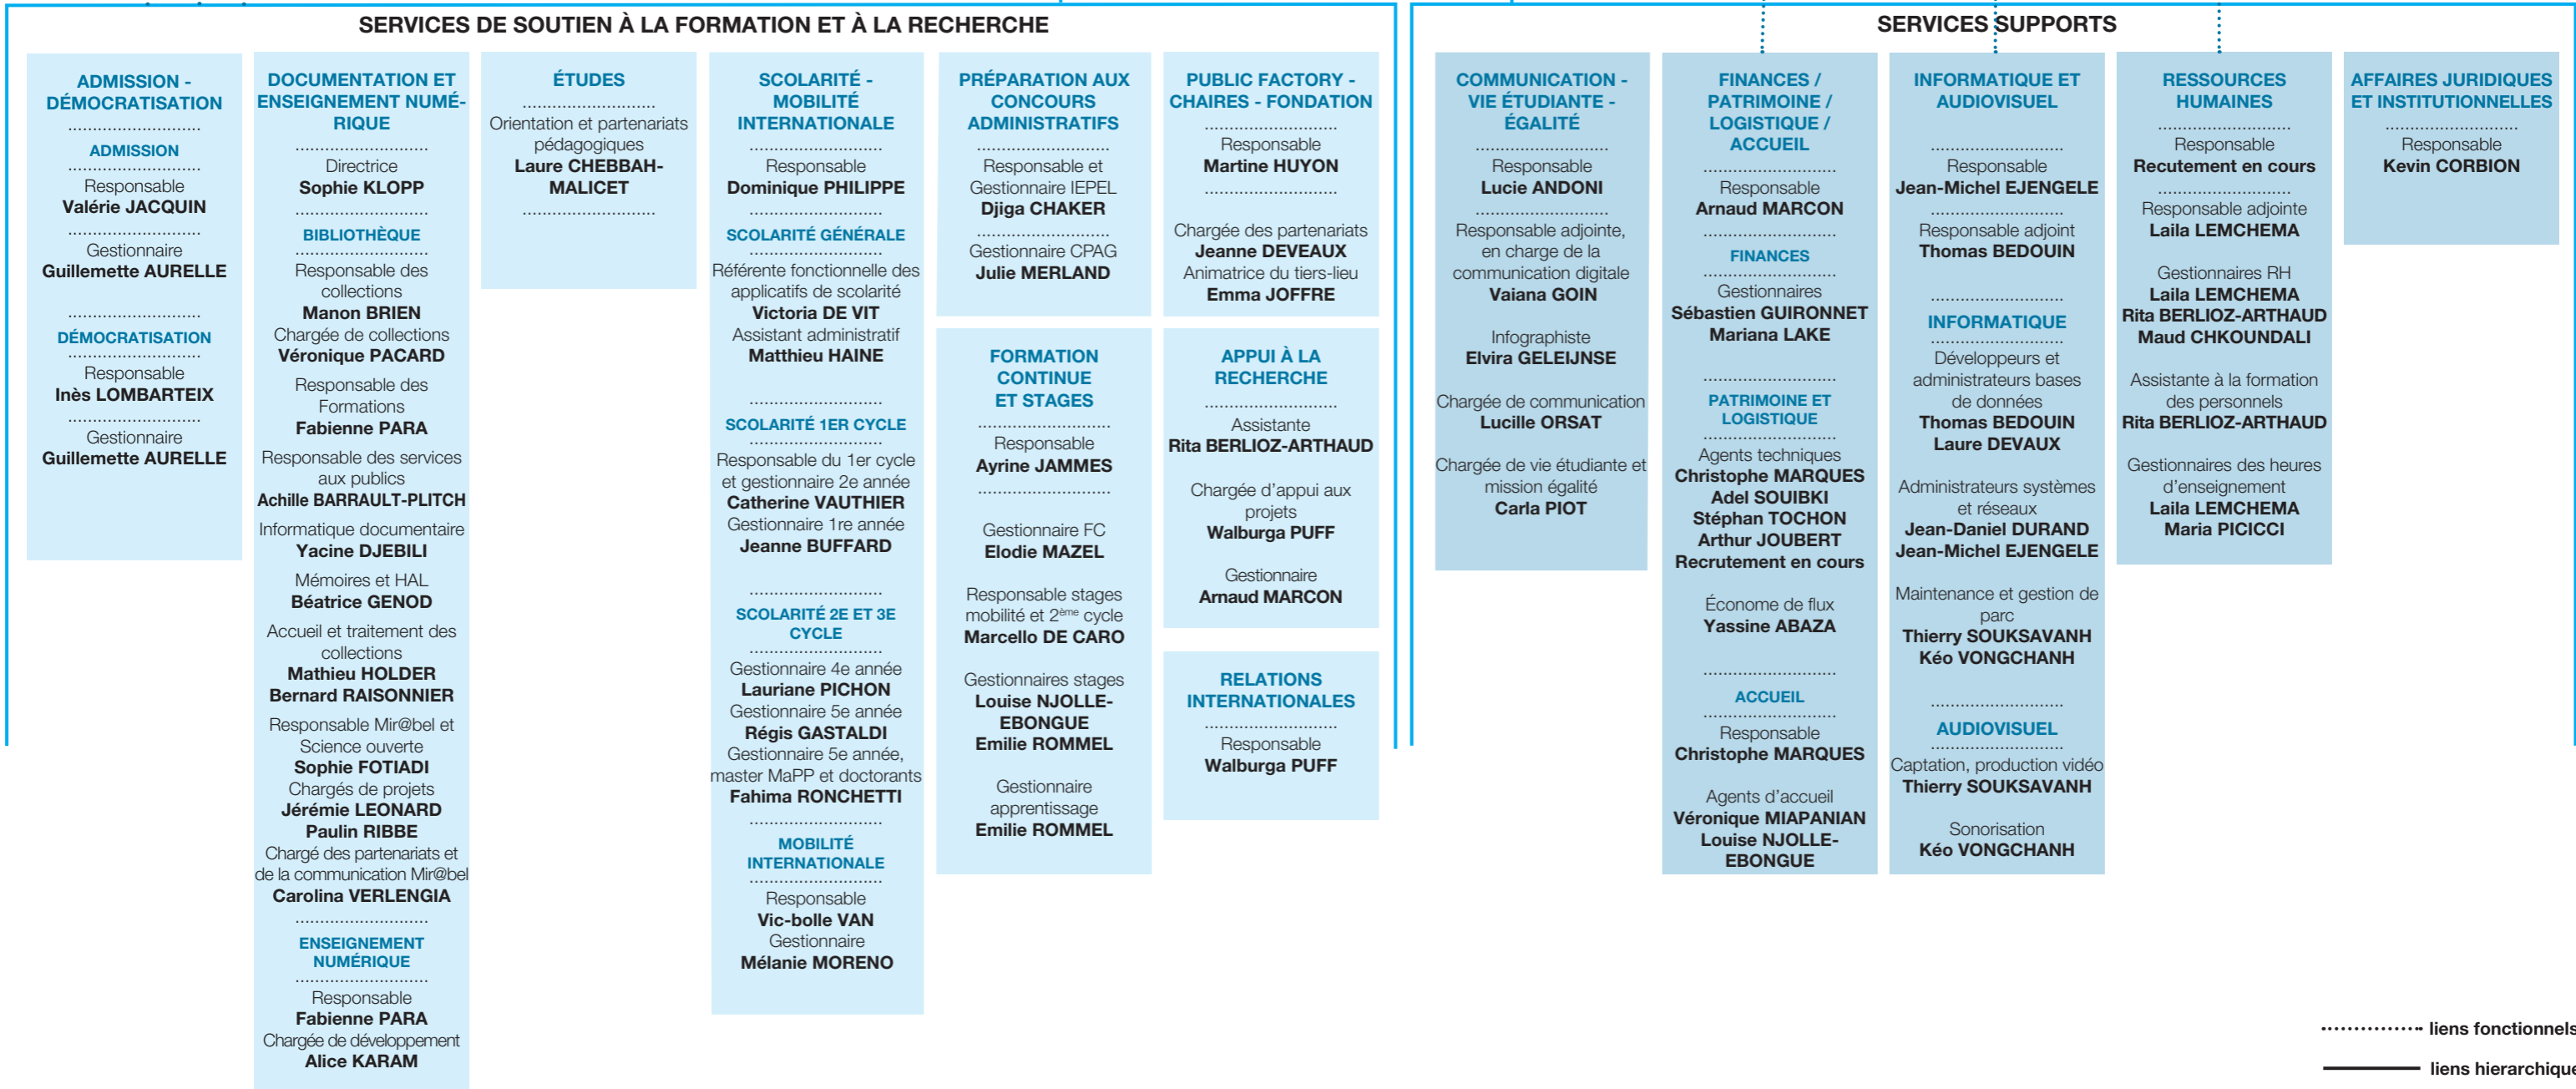 SERVICES DE SOUTIEN À LA FORMATION ET À LA RECHERCHE
ADMISSION -
DÉMOCRATISATION
ADMISSION
Responsable
Valérie JACQUIN
Gestionnaire
Guillemette AURELLE
DÉMOCRATISATION
Responsable
Inès LOMBARTEIX
Gestionnaire
Guillemette AURELLE
DOCUMENTATION ET
ENSEIGNEMENT NUMÉ-
RIQUE
Directrice
Sophie KLOPP
BIBLIOTHÈQUE
Responsable des
collections
Manon BRIEN
Chargée de collections
Véronique PACARD
Responsable des
Formations
Fabienne PARA
Responsable des services
aux publics
Achille BARRAULT-PLITCH
Informatique documentaire
Yacine DJEBILI
Mémoires et HAL
Béatrice GENOD
Accueil et traitement des
collections
Mathieu HOLDER
Bernard RAISONNIER
Responsable Mir@bel et
Science ouverte
Sophie FOTIADI
Chargés de projets
Jérémie LEONARD
Paulin RIBBE
Chargé des partenariats et
de la communication Mir@bel
Carolina VERLENGIA
ENSEIGNEMENT
NUMÉRIQUE
Responsable
Fabienne PARA
Chargée de développement
Alice KARAM
ÉTUDES
Orientation et partenariats
pédagogiques
Laure CHEBBAH-
MALICET
SCOLARITÉ -
MOBILITÉ
INTERNATIONALE
Responsable
Dominique PHILIPPE
SCOLARITÉ GÉNÉRALE
Référente fonctionnelle des
applicatifs de scolarité
Victoria DE VIT
Assistant administratif
Matthieu HAINE
SCOLARITÉ 1ER CYCLE
Responsable du 1er cycle
et gestionnaire 2e année
Catherine VAUTHIER
Gestionnaire 1re année
Jeanne BUFFARD
SCOLARITÉ 2E ET 3E
CYCLE
Gestionnaire 4e année
Lauriane PICHON
Gestionnaire 5e année
Régis GASTALDI
Gestionnaire 5e année,
master MaPP et doctorants
Fahima RONCHETTI
MOBILITÉ
INTERNATIONALE
Responsable
Vic-bolle VAN
Gestionnaire
Mélanie MORENO
PRÉPARATION AUX
CONCOURS
ADMINISTRATIFS
Responsable et
Gestionnaire IEPEL
Djiga CHAKER
Gestionnaire CPAG
Julie MERLAND
FORMATION
CONTINUE
ET STAGES
Responsable
Ayrine JAMMES
Gestionnaire FC
Elodie MAZEL
Responsable stages
mobilité et 2ème cycle
Marcello DE CARO
Gestionnaires stages
Louise NJOLLE-
EBONGUE
Emilie ROMMEL
Gestionnaire
apprentissage
Emilie ROMMEL
PUBLIC FACTORY -
CHAIRES - FONDATION
Responsable
Martine HUYON
Chargée des partenariats
Jeanne DEVEAUX
Animatrice du tiers-lieu
Emma JOFFRE
APPUI À LA
RECHERCHE
Assistante
Rita BERLIOZ-ARTHAUD
Chargée d'appui aux
projets
Walburga PUFF
Gestionnaire
Arnaud MARCON
RELATIONS
INTERNATIONALES
Responsable
Walburga PUFF
SERVICES SUPPORTS
COMMUNICATION -
VIE ÉTUDIANTE -
ÉGALITÉ
Responsable
Lucie ANDONI
Responsable adjointe,
en charge de la
communication digitale
Vaiana GOIN
Infographiste
Elvira GELEIJNSE
Chargée de communication
Lucille ORSAT
Chargée de vie étudiante et
mission égalité
Carla PIOT
FINANCES /
PATRIMOINE /
LOGISTIQUE /
ACCUEIL
Responsable
Arnaud MARCON
FINANCES
Gestionnaires
Sébastien GUIRONNET
Mariana LAKE
PATRIMOINE ET
LOGISTIQUE
Agents techniques
Christophe MARQUES
Adel SOUIBKI
Stéphan TOCHON
Arthur JOUBERT
Recrutement en cours
Économe de flux
Yassine ABAZA
ACCUEIL
Responsable
Christophe MARQUES
Agents d'accueil
Véronique MIAPANIAN
Louise NJOLLE-
EBONGUE
INFORMATIQUE ET
AUDIOVISUEL
Responsable
Jean-Michel EJENGELE
Responsable adjoint
Thomas BEDOUIN
INFORMATIQUE
Développeurs et
administrateurs bases
de données
Thomas BEDOUIN
Laure DEVAUX
Administrateurs systèmes
et réseaux
Jean-Daniel DURAND
Jean-Michel EJENGELE
Maintenance et gestion de
parc
Thierry SOUKSAVANH
Kéo VONGCHANH
AUDIOVISUEL
Captation, production vidéo
Thierry SOUKSAVANH
Sonorisation
Kéo VONGCHANH
RESSOURCES
HUMAINES
Responsable
Recutement en cours
Responsable adjointe
Laila LEMCHEMA
Gestionnaires RH
Laila LEMCHEMA
Rita BERLIOZ-ARTHAUD
Maud CHKOUNDALI
Assistante à la formation
des personnels
Rita BERLIOZ-ARTHAUD
Gestionnaires des heures
d'enseignement
Laila LEMCHEMA
Maria PICICCI
AFFAIRES JURIDIQUES
ET INSTITUTIONNELLES
Responsable
Kevin CORBION
liens fonctionnels
liens hierarchique